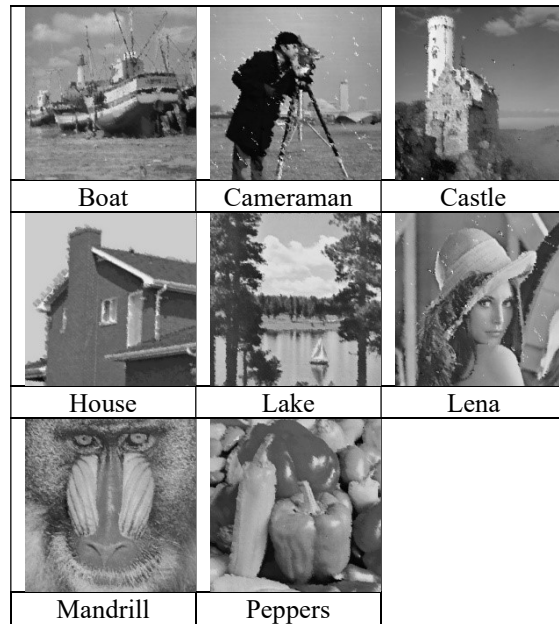 Boat
Cameraman
Castle
House
Lake
Lena
Mandrill
Peppers